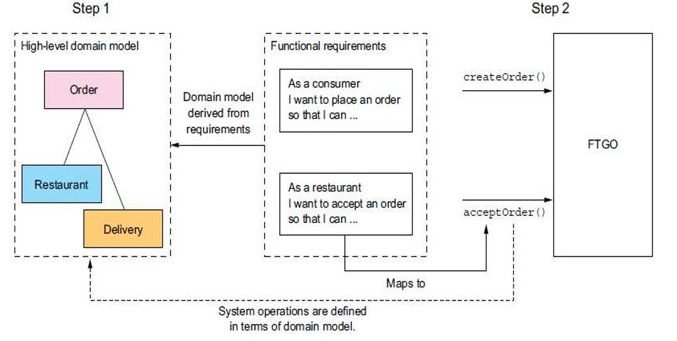 Step 1
Step 2
High-level domain model
Order
Restaurant
Delivery
Domain model
derived from
requirements
Functional requirements
As a consumer
I want to place an order
so that I can ...
As a restaurant
I want to accept an order
so that I can ...
createOrder()
acceptOrder()
FTGO
Maps to
System operations are defined
in terms of domain model.